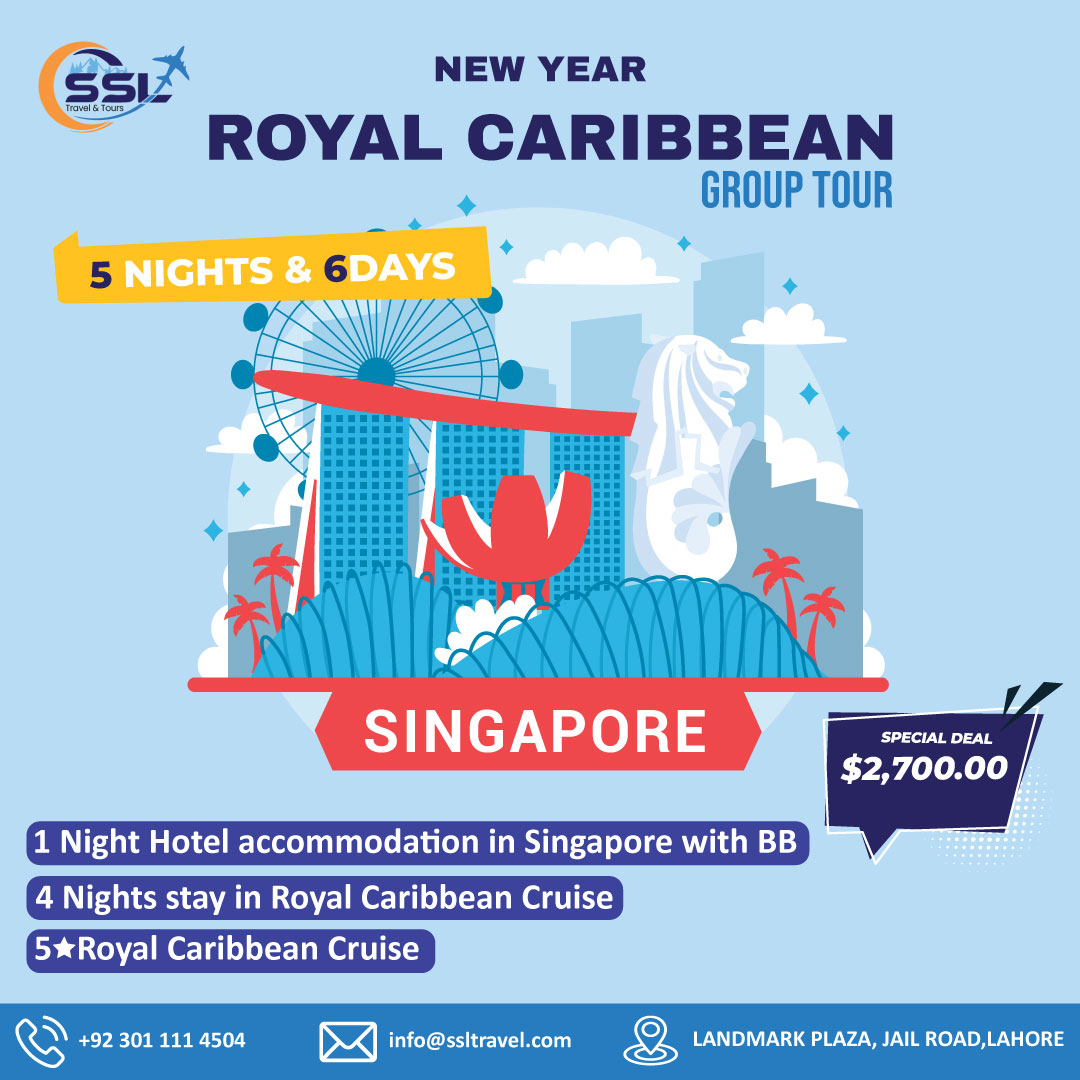 SSL
Travel & Tours
NEW YEAR
ROYAL CARIBBEAN
GROUP TOUR
5 NIGHTS & 6DAYS
SINGAPORE
SPECIAL DEAL
$2,700.00
1 Night Hotel accommodation in Singapore with BB
4 Nights stay in Royal Caribbean Cruise
5★Royal Caribbean Cruise
+92 301 111 4504
info@ssltravel.com
LANDMARK PLAZA, JAIL ROAD,LAHORE